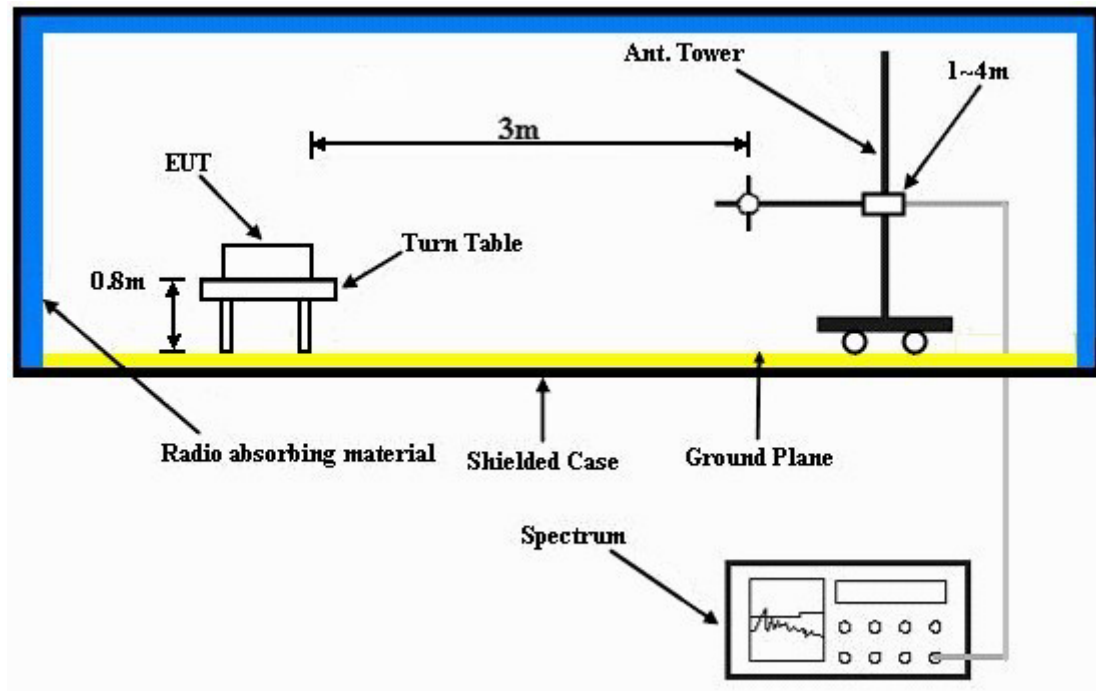 Ant. Tower
1~4m
3m
EUT
Turn Table
0.8m
Radio absorbing material
Shielded Case
Ground Plane
Spectrum